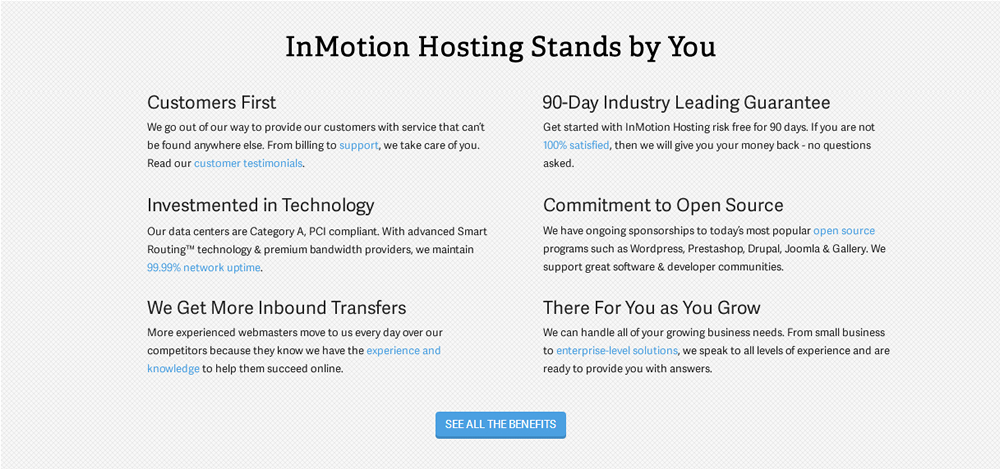 InMotion Hosting Stands by You
Customers First
We go out of our way to provide our customers with service that can't
be found anywhere else. From billing to support, we take care of you.
Read our customer testimonials.
90-Day Industry Leading Guarantee
Get started with InMotion Hosting risk free for 90 days. If you are not
100% satisfied, then we will give you your money back - no questions
asked.
Investmented in Technology
Our data centers are Category A, PCI compliant. With advanced Smart
Routing™ technology & premium bandwidth providers, we maintain
99.99% network uptime.
Commitment to Open Source
We have ongoing sponsorships to today's most popular open source
programs such as Wordpress, Prestashop, Drupal, Joomla & Gallery. We
support great software & developer communities.
We Get More Inbound Transfers
More experienced webmasters move to us every day over our
competitors because they know we have the experience and
knowledge to help them succeed online.
There For You as You Grow
We can handle all of your growing business needs. From small business
to enterprise-level solutions, we speak to all levels of experience and are
ready to provide you with answers.
SEE ALL THE BENEFITS